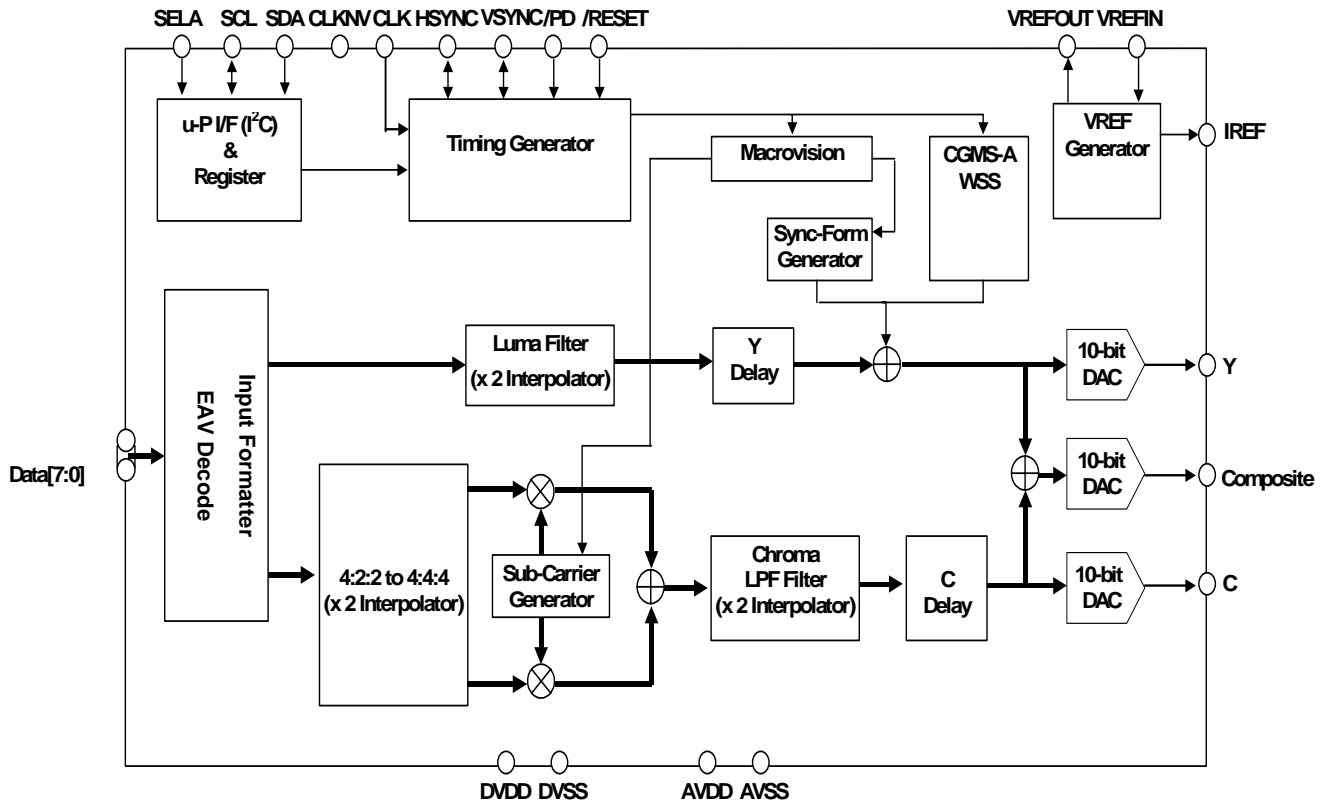 SELA SCL SDA CLKNV CLK HSYNC VSYNC /PD /RESET
VREFOUT VREFIN
u-P I/F (I²C)
&
Register
Timing Generator
Macrovision
CGMS-A
WSS
VREF
Generator
IREF
Sync-Form
Generator
Input Formatter
EAV Decode
Luma Filter
(x 2 Interpolator)
Y
Delay
10-bit
DAC
Y
Data[7:0]
10-bit
DAC
Composite
4:2:2 to 4:4:4
(x 2 Interpolator)
Sub-Carrier
Generator
Chroma
LPF Filter
(x 2 Interpolator)
C
Delay
10-bit
DAC
C
DVDD DVSS
AVDD AVSS